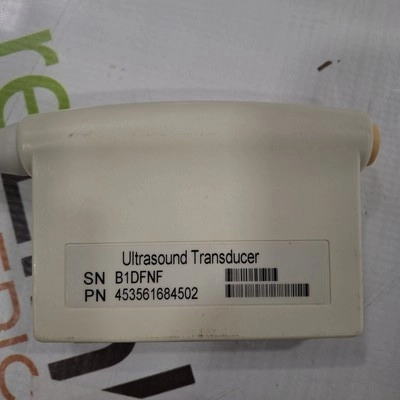 Ultrasound Transducer
SN B1DFNF
PN 453561684502